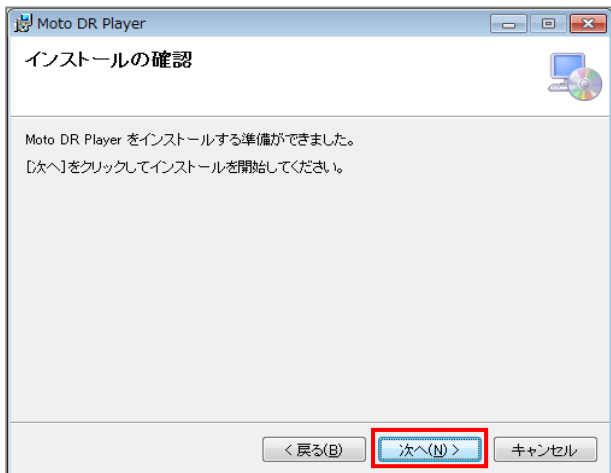 Moto DR Player
インストールの確認
Moto DR Player をインストールする準備ができました。
[次へ]をクリックしてインストールを開始してください。
< 戻る(B) 次へ(N) > キャンセル